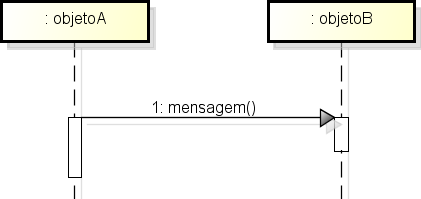 : objetoA
: objetoB
1: mensagem()